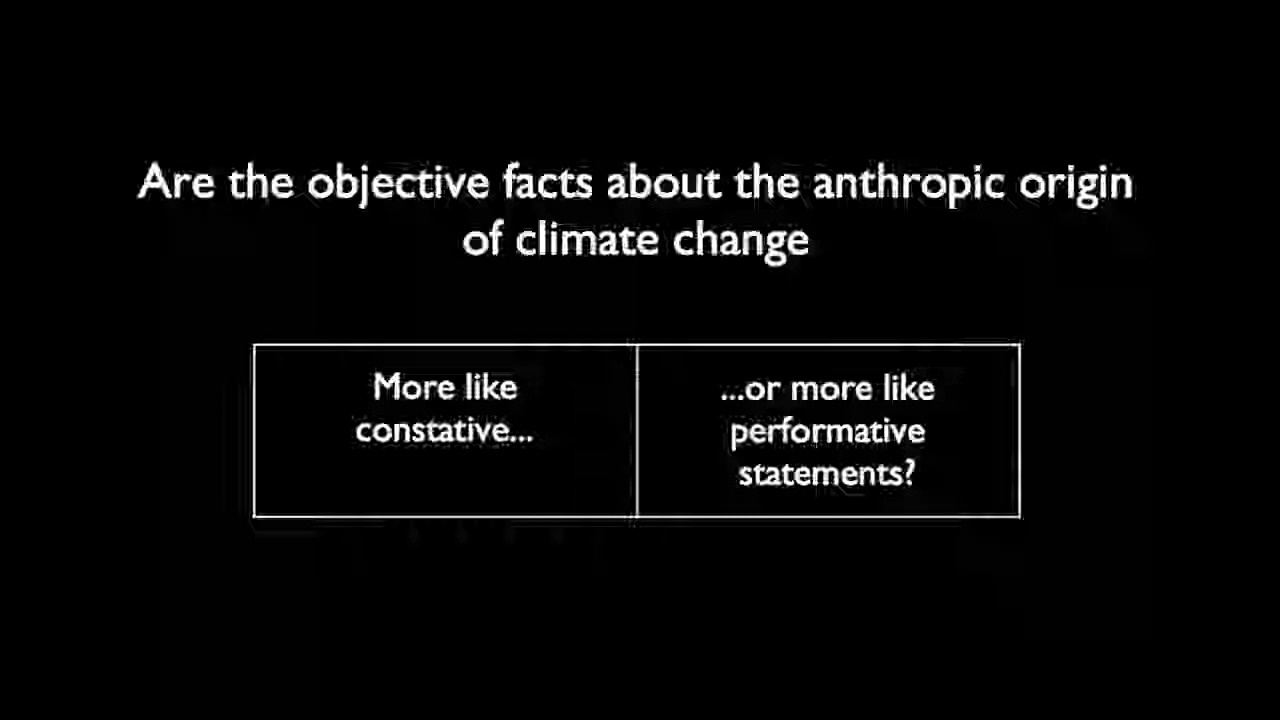 Are the objective facts about the anthropic origin
of climate change
More like
constative...
...or more like
performative
statements?